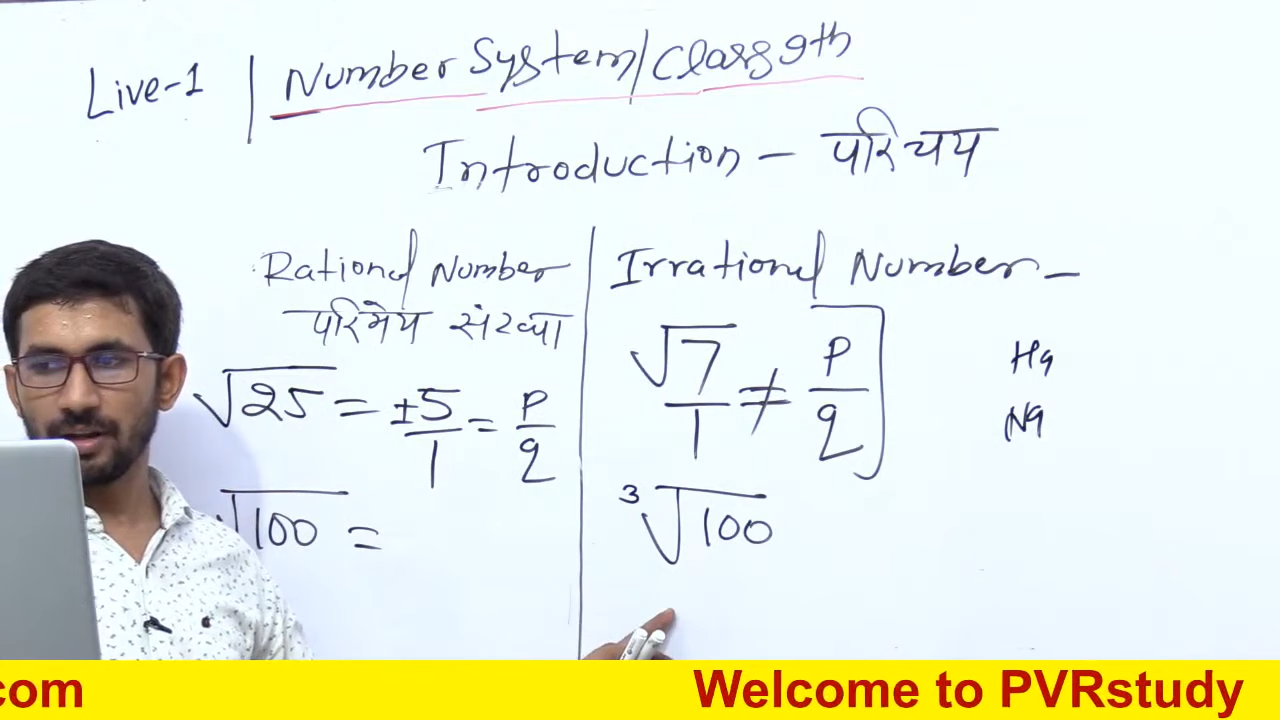 Live-1 | Number System/Class 9th
Introduction – परिचय
Rational Number
परिमेय संख्या
√25 = ±5/1 = p/q
√100 =
Irrational Number –
√7/1 ≠ p/q
Hq
Nq
³√100
.com
Welcome to PVRstudy